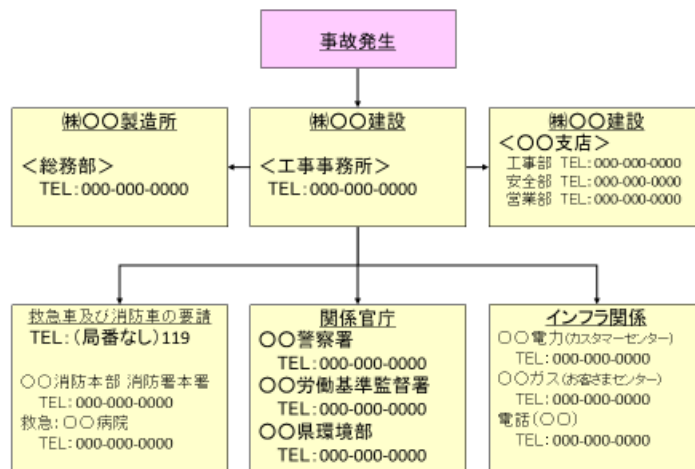 事故発生
㈱〇〇製造所
＜総務部＞
TEL:000-000-0000
㈱〇〇建設
＜工事事務所＞
TEL:000-000-0000
㈱〇〇建設
＜〇〇支店＞
工事部 TEL:000-000-0000
安全部 TEL:000-000-0000
営業部 TEL:000-000-0000
救急車及び消防車の要請
TEL:(局番なし)119
〇〇消防本部 消防署本署
TEL:000-000-0000
救急:〇〇病院
TEL:000-000-0000
関係官庁
〇〇警察署
TEL:000-000-0000
〇〇労働基準監督署
TEL:000-000-0000
〇〇県環境部
TEL:000-000-0000
インフラ関係
〇〇電力(カスタマーセンター)
TEL:000-000-0000
〇〇ガス(お客さまセンター)
TEL:000-000-0000
電話(〇〇)
TEL:000-000-0000